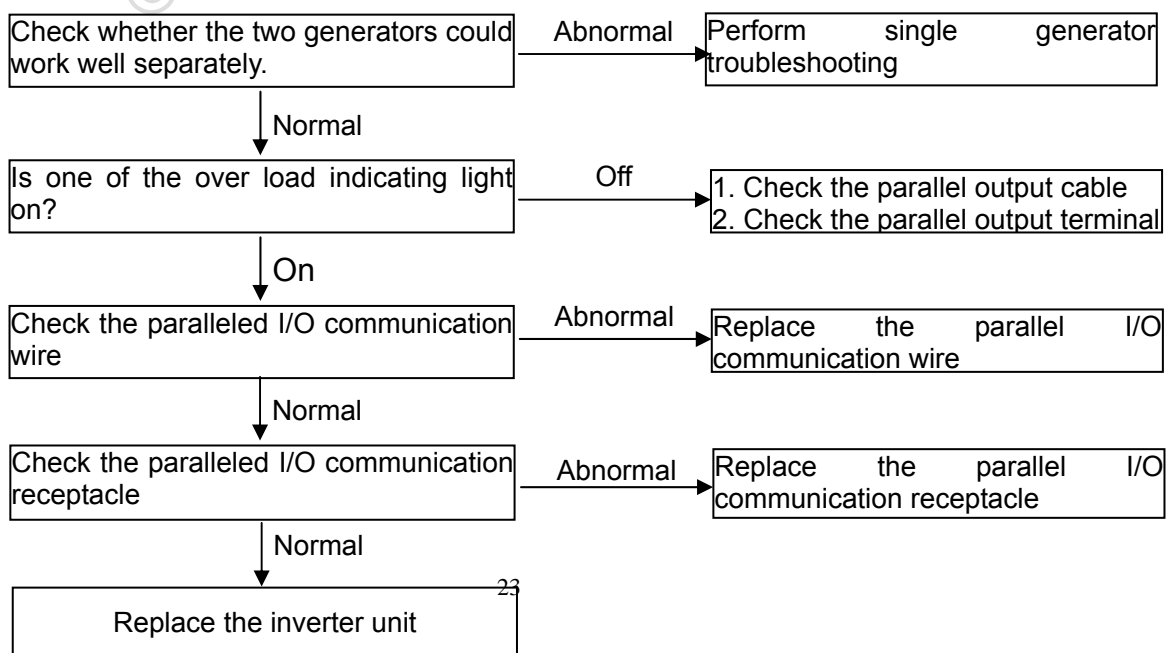 Check whether the two generators could
work well separately.
Abnormal
Perform single generator
troubleshooting
Normal
Is one of the over load indicating light
on?
Off
1. Check the parallel output cable
2. Check the parallel output terminal
On
Check the paralleled I/O communication
wire
Abnormal
Replace the parallel I/O
communication wire
Normal
Check the paralleled I/O communication
receptacle
Abnormal
Replace the parallel I/O
communication receptacle
Normal
23
Replace the inverter unit